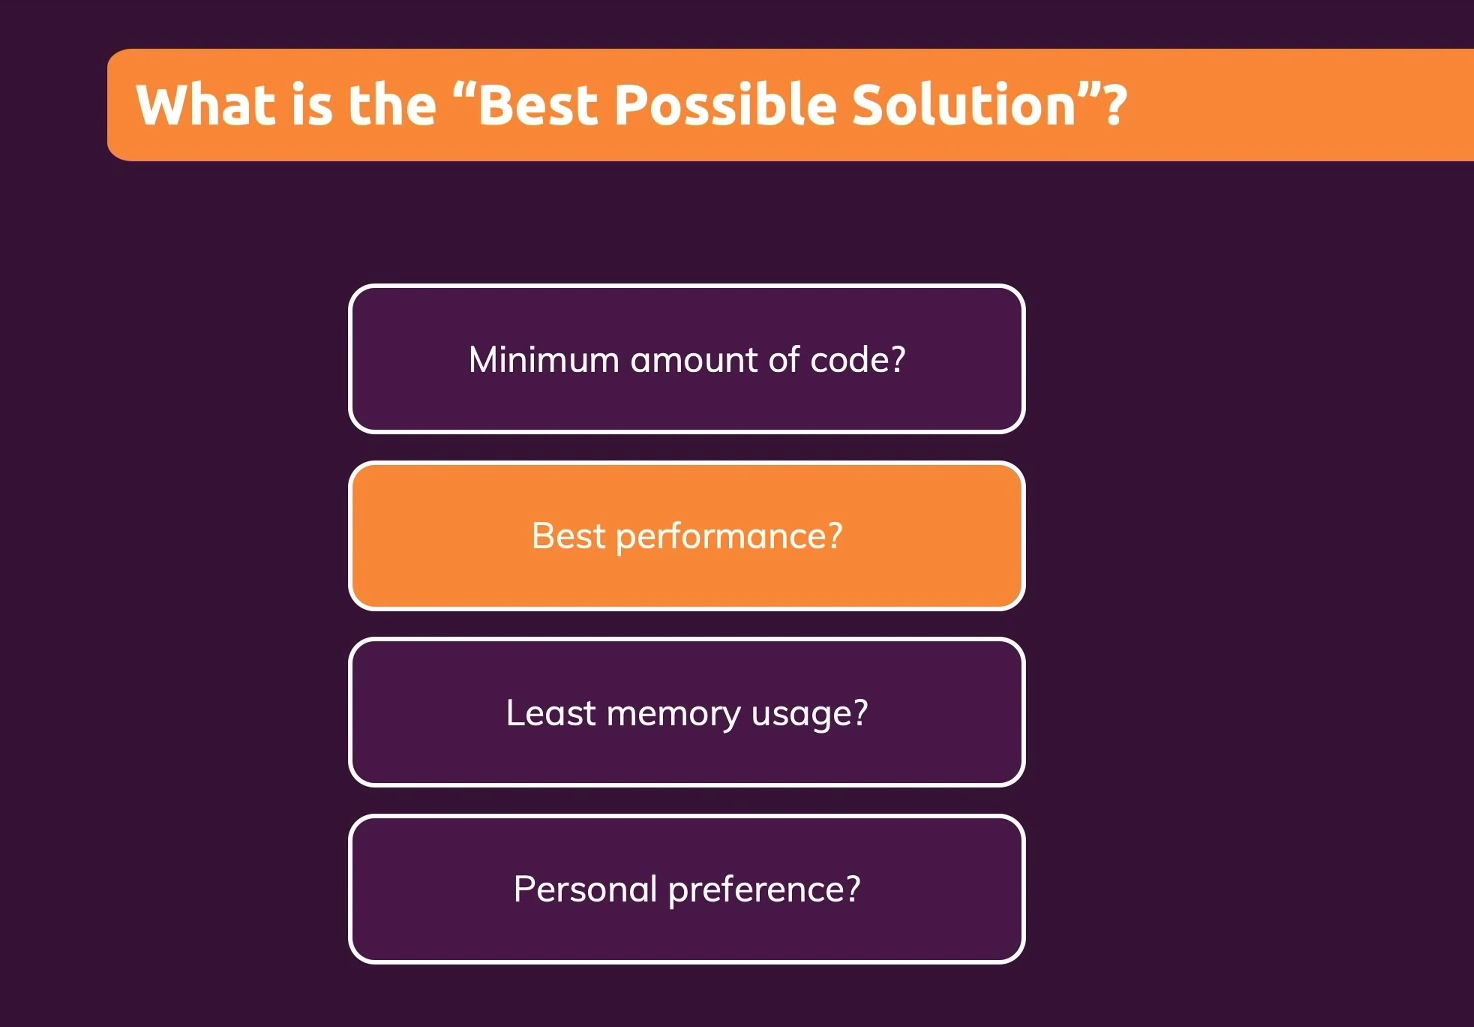 What is the “Best Possible Solution”?
Minimum amount of code?
Best performance?
Least memory usage?
Personal preference?